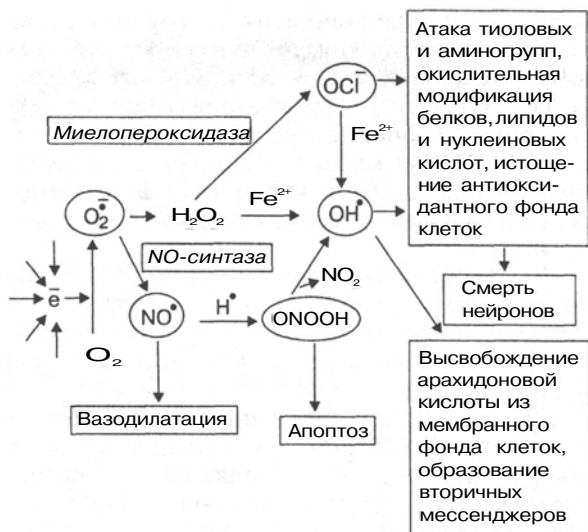 Атака тиоловых
и аминогрупп,
окислительная
модификация
белков, липидов
и нуклеиновых
кислот, истоще-
ние антиокси-
дантного фонда
клеток
OCl⁻
Миелопероксидаза
Fe²⁺
O₂•̄
H₂O₂
Fe²⁺
OH•
NO-синтаза
NO₂
Смерть
нейронов
ē
NO•
H•
ONOOH
O₂
Высвобождение
арахидоновой
кислоты из
мембранного
фонда клеток,
образование
вторичных
мессенджеров
Вазодилатация
Апоптоз